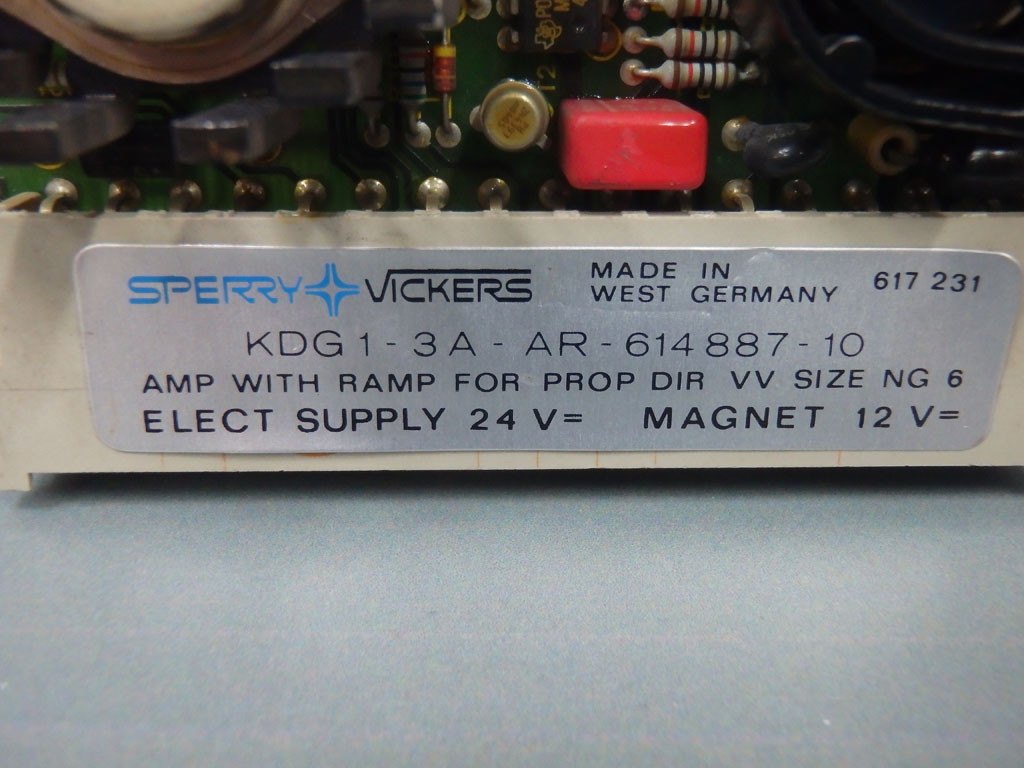 SPERRY VICKERS
MADE IN
WEST GERMANY
617 231
KDG1-3A-AR-614887-10
AMP WITH RAMP FOR PROP DIR VV SIZE NG 6
ELECT SUPPLY 24 V= MAGNET 12 V=
T2